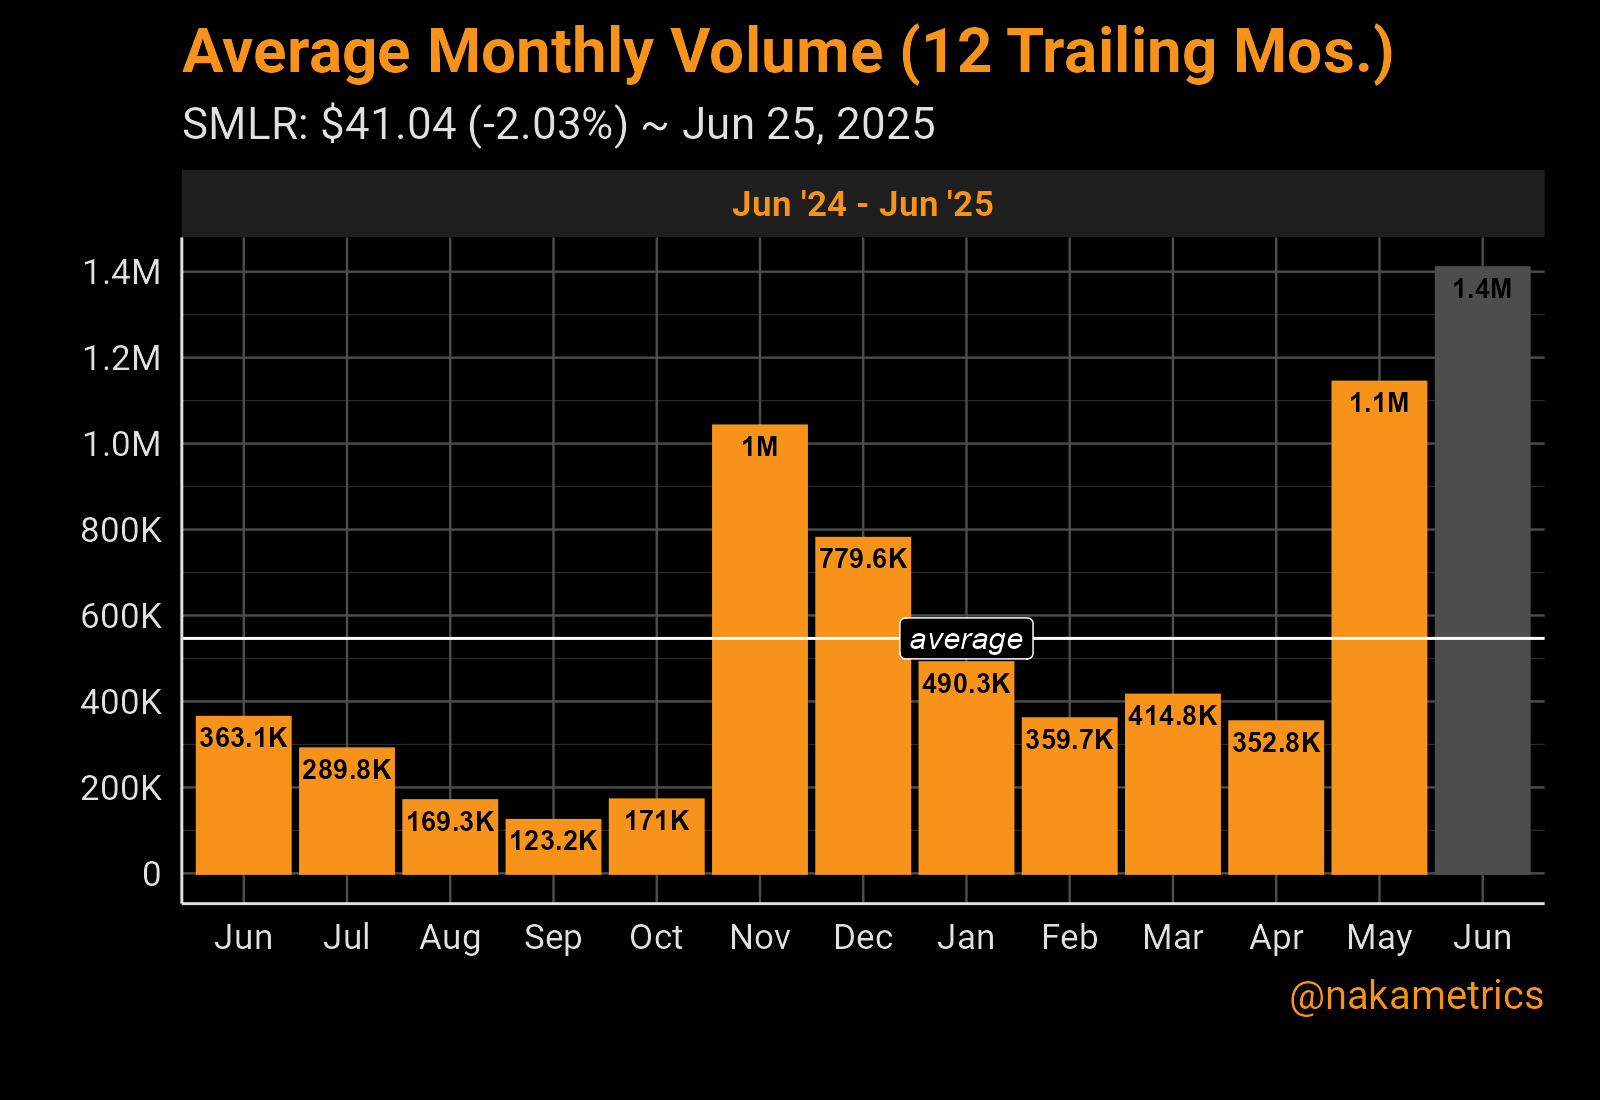 Average Monthly Volume (12 Trailing Mos.)
SMLR: $41.04 (-2.03%) ~ Jun 25, 2025
Jun '24 - Jun '25
1.4M
1.2M
1.0M
800K
600K
400K
200K
0
363.1K
289.8K
169.3K
123.2K
171K
1M
779.6K
average
490.3K
359.7K
414.8K
352.8K
1.1M
1.4M
Jun Jul Aug Sep Oct Nov Dec Jan Feb Mar Apr May Jun
@nakametrics